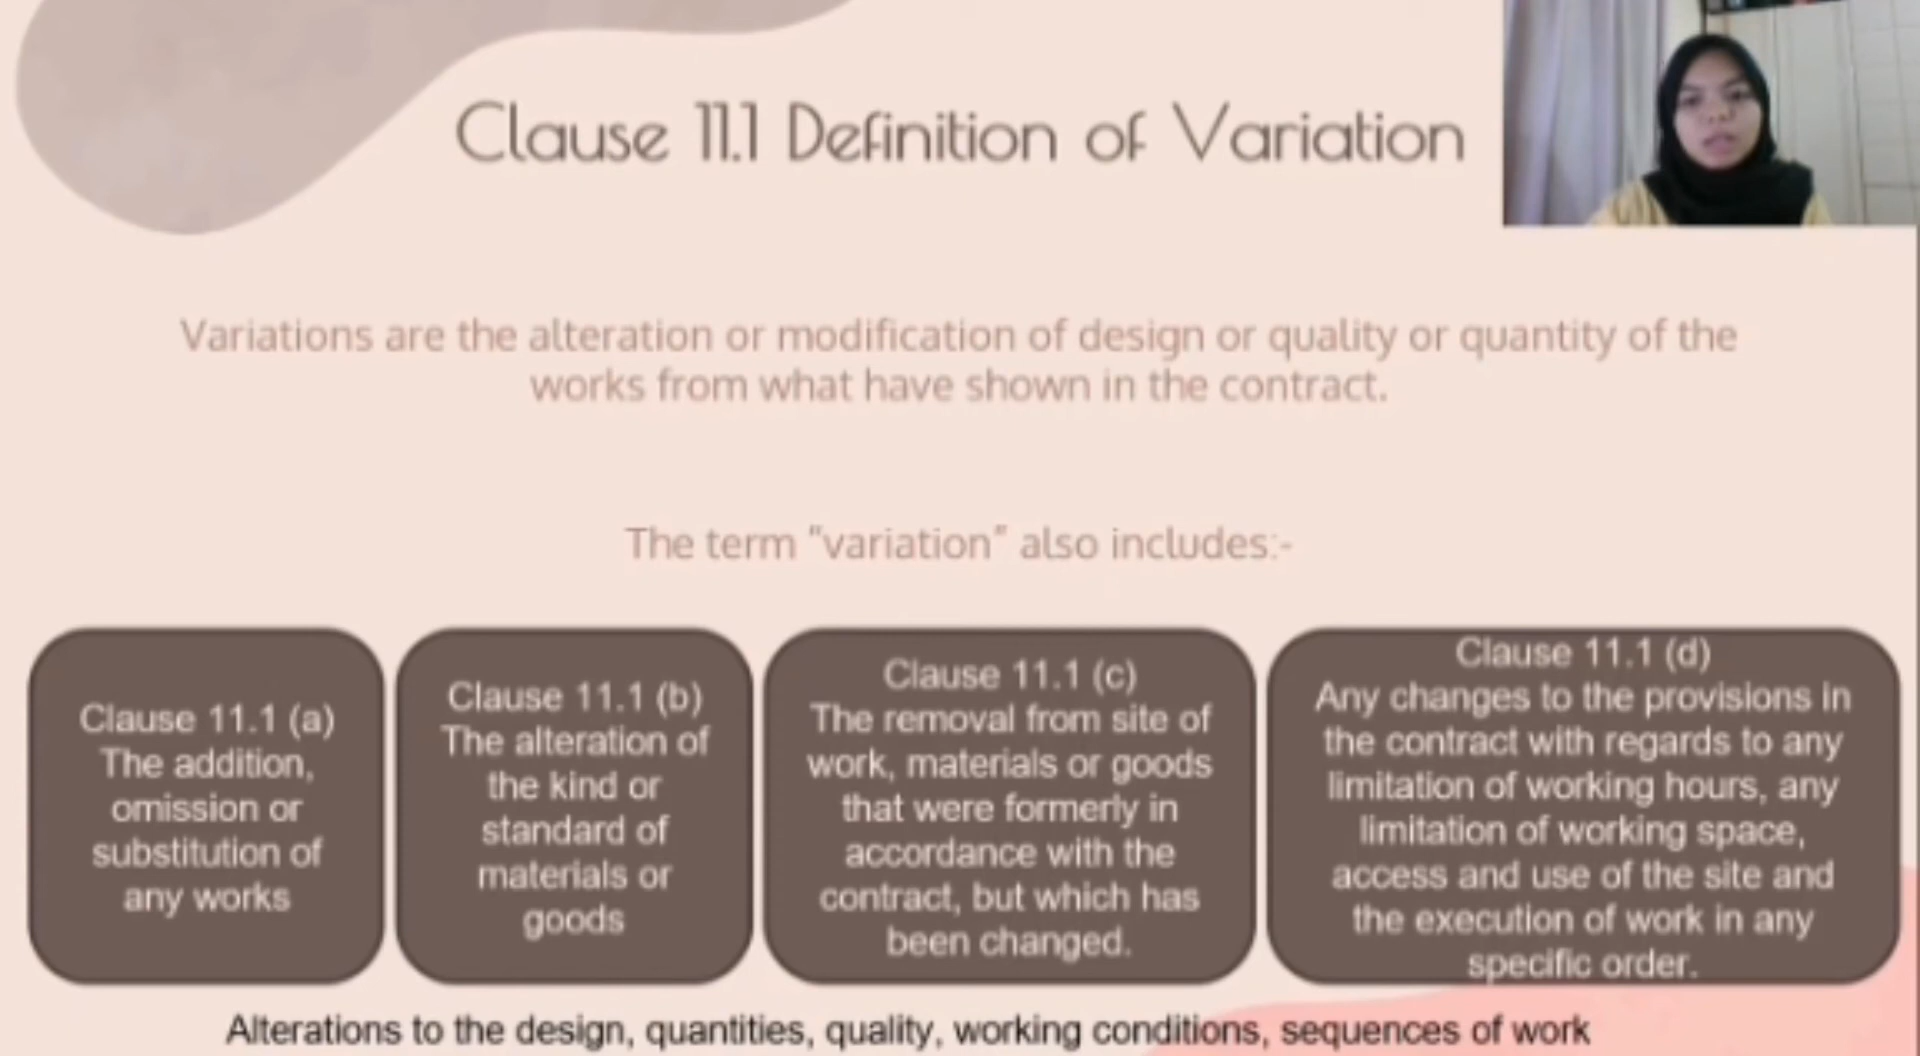 Clause 11.1 Definition of Variation
Variations are the alteration or modification of design or quality or quantity of the
works from what have shown in the contract.
The term “variation” also includes:-
Clause 11.1 (a)
The addition,
omission or
substitution of
any works
Clause 11.1 (b)
The alteration of
the kind or
standard of
materials or
goods
Clause 11.1 (c)
The removal from site of
work, materials or goods
that were formerly in
accordance with the
contract, but which has
been changed.
Clause 11.1 (d)
Any changes to the provisions in
the contract with regards to any
limitation of working hours, any
limitation of working space,
access and use of the site and
the execution of work in any
specific order.
Alterations to the design, quantities, quality, working conditions, sequences of work